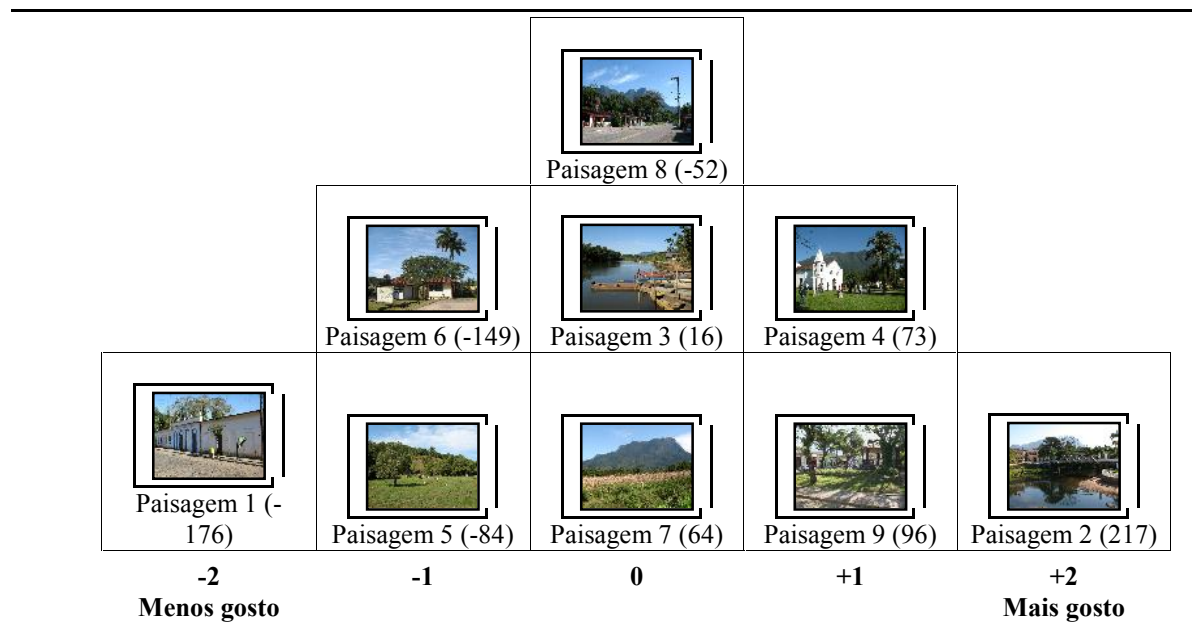 Paisagem 8 (-52)
Paisagem 6 (-149)
Paisagem 3 (16)
Paisagem 4 (73)
Paisagem 1 (-
176)
Paisagem 5 (-84)
Paisagem 7 (64)
Paisagem 9 (96)
Paisagem 2 (217)
-2
-1
0
+1
+2
Menos gosto
Mais gosto